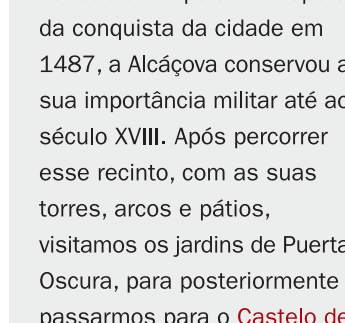 da conquista da cidade em
1487, a Alcáçova conservou a
sua importância militar até ao
século XVIII. Após percorrer
esse recinto, com as suas
torres, arcos e pátios,
visitamos os jardins de Puerta
Oscura, para posteriormente
passarmos para o Castelo de